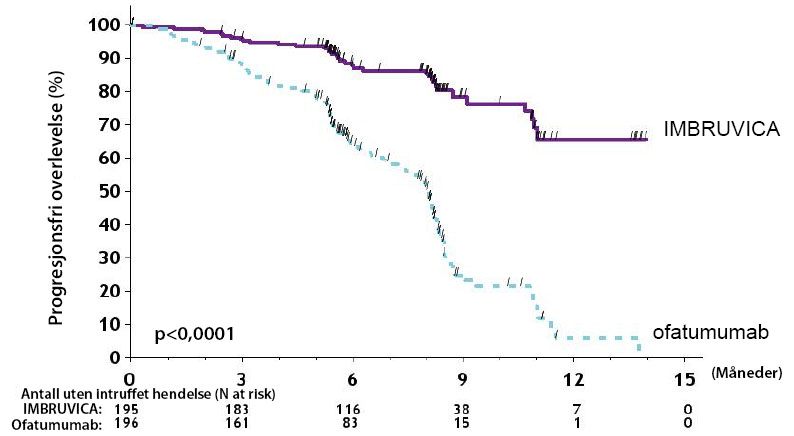 Progresjonsfri overlevelse (%)
100
90
80
70
60
50
40
30
20
10
0
IMBRUVICA
ofatumumab
p<0,0001
0 3 6 9 12 15 (Måneder)
Antall uten intruffet hendelse (N at risk)
IMBRUVICA: 195 183 116 38 7 0
Ofatumumab: 196 161 83 15 1 0